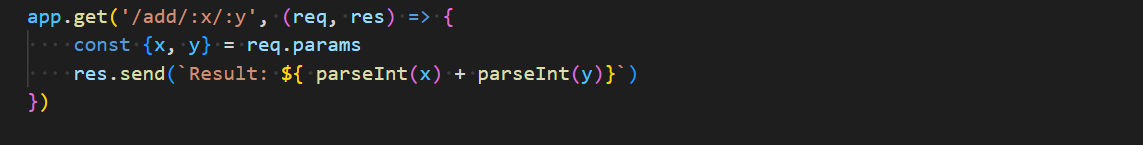 app.get('/add/:x/:y', (req, res) => {
    const {x, y} = req.params
    res.send(`Result: ${ parseInt(x) + parseInt(y)}`)
})